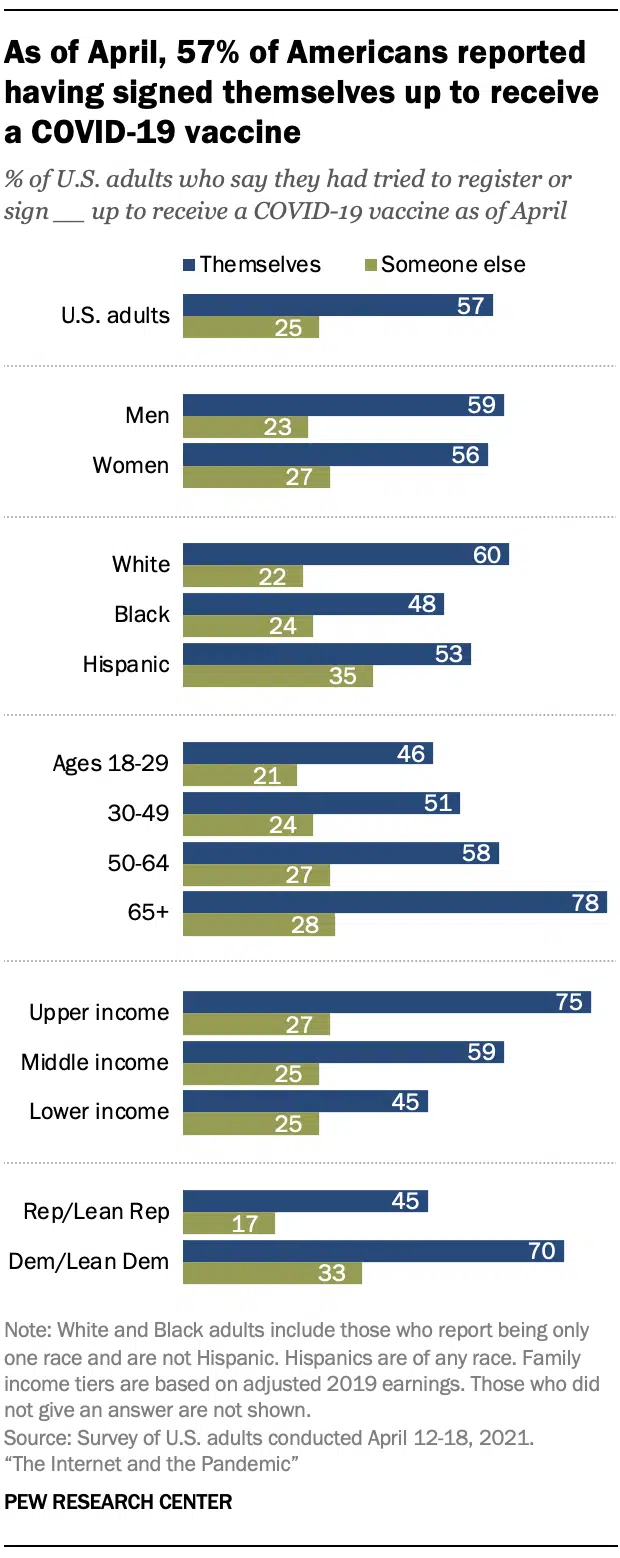 As of April, 57% of Americans reported
having signed themselves up to receive
a COVID-19 vaccine
% of U.S. adults who say they had tried to register or
sign __ up to receive a COVID-19 vaccine as of April
Themselves Someone else
U.S. adults 57
25
Men 59
23
Women 56
27
White 60
22
Black 48
24
Hispanic 53
35
Ages 18-29 46
21
30-49 51
24
50-64 58
27
65+ 78
28
Upper income 75
27
Middle income 59
25
Lower income 45
25
Rep/Lean Rep 45
17
Dem/Lean Dem 70
33
Note: White and Black adults include those who report being only
one race and are not Hispanic. Hispanics are of any race. Family
income tiers are based on adjusted 2019 earnings. Those who did
not give an answer are not shown.
Source: Survey of U.S. adults conducted April 12-18, 2021.
“The Internet and the Pandemic”
PEW RESEARCH CENTER